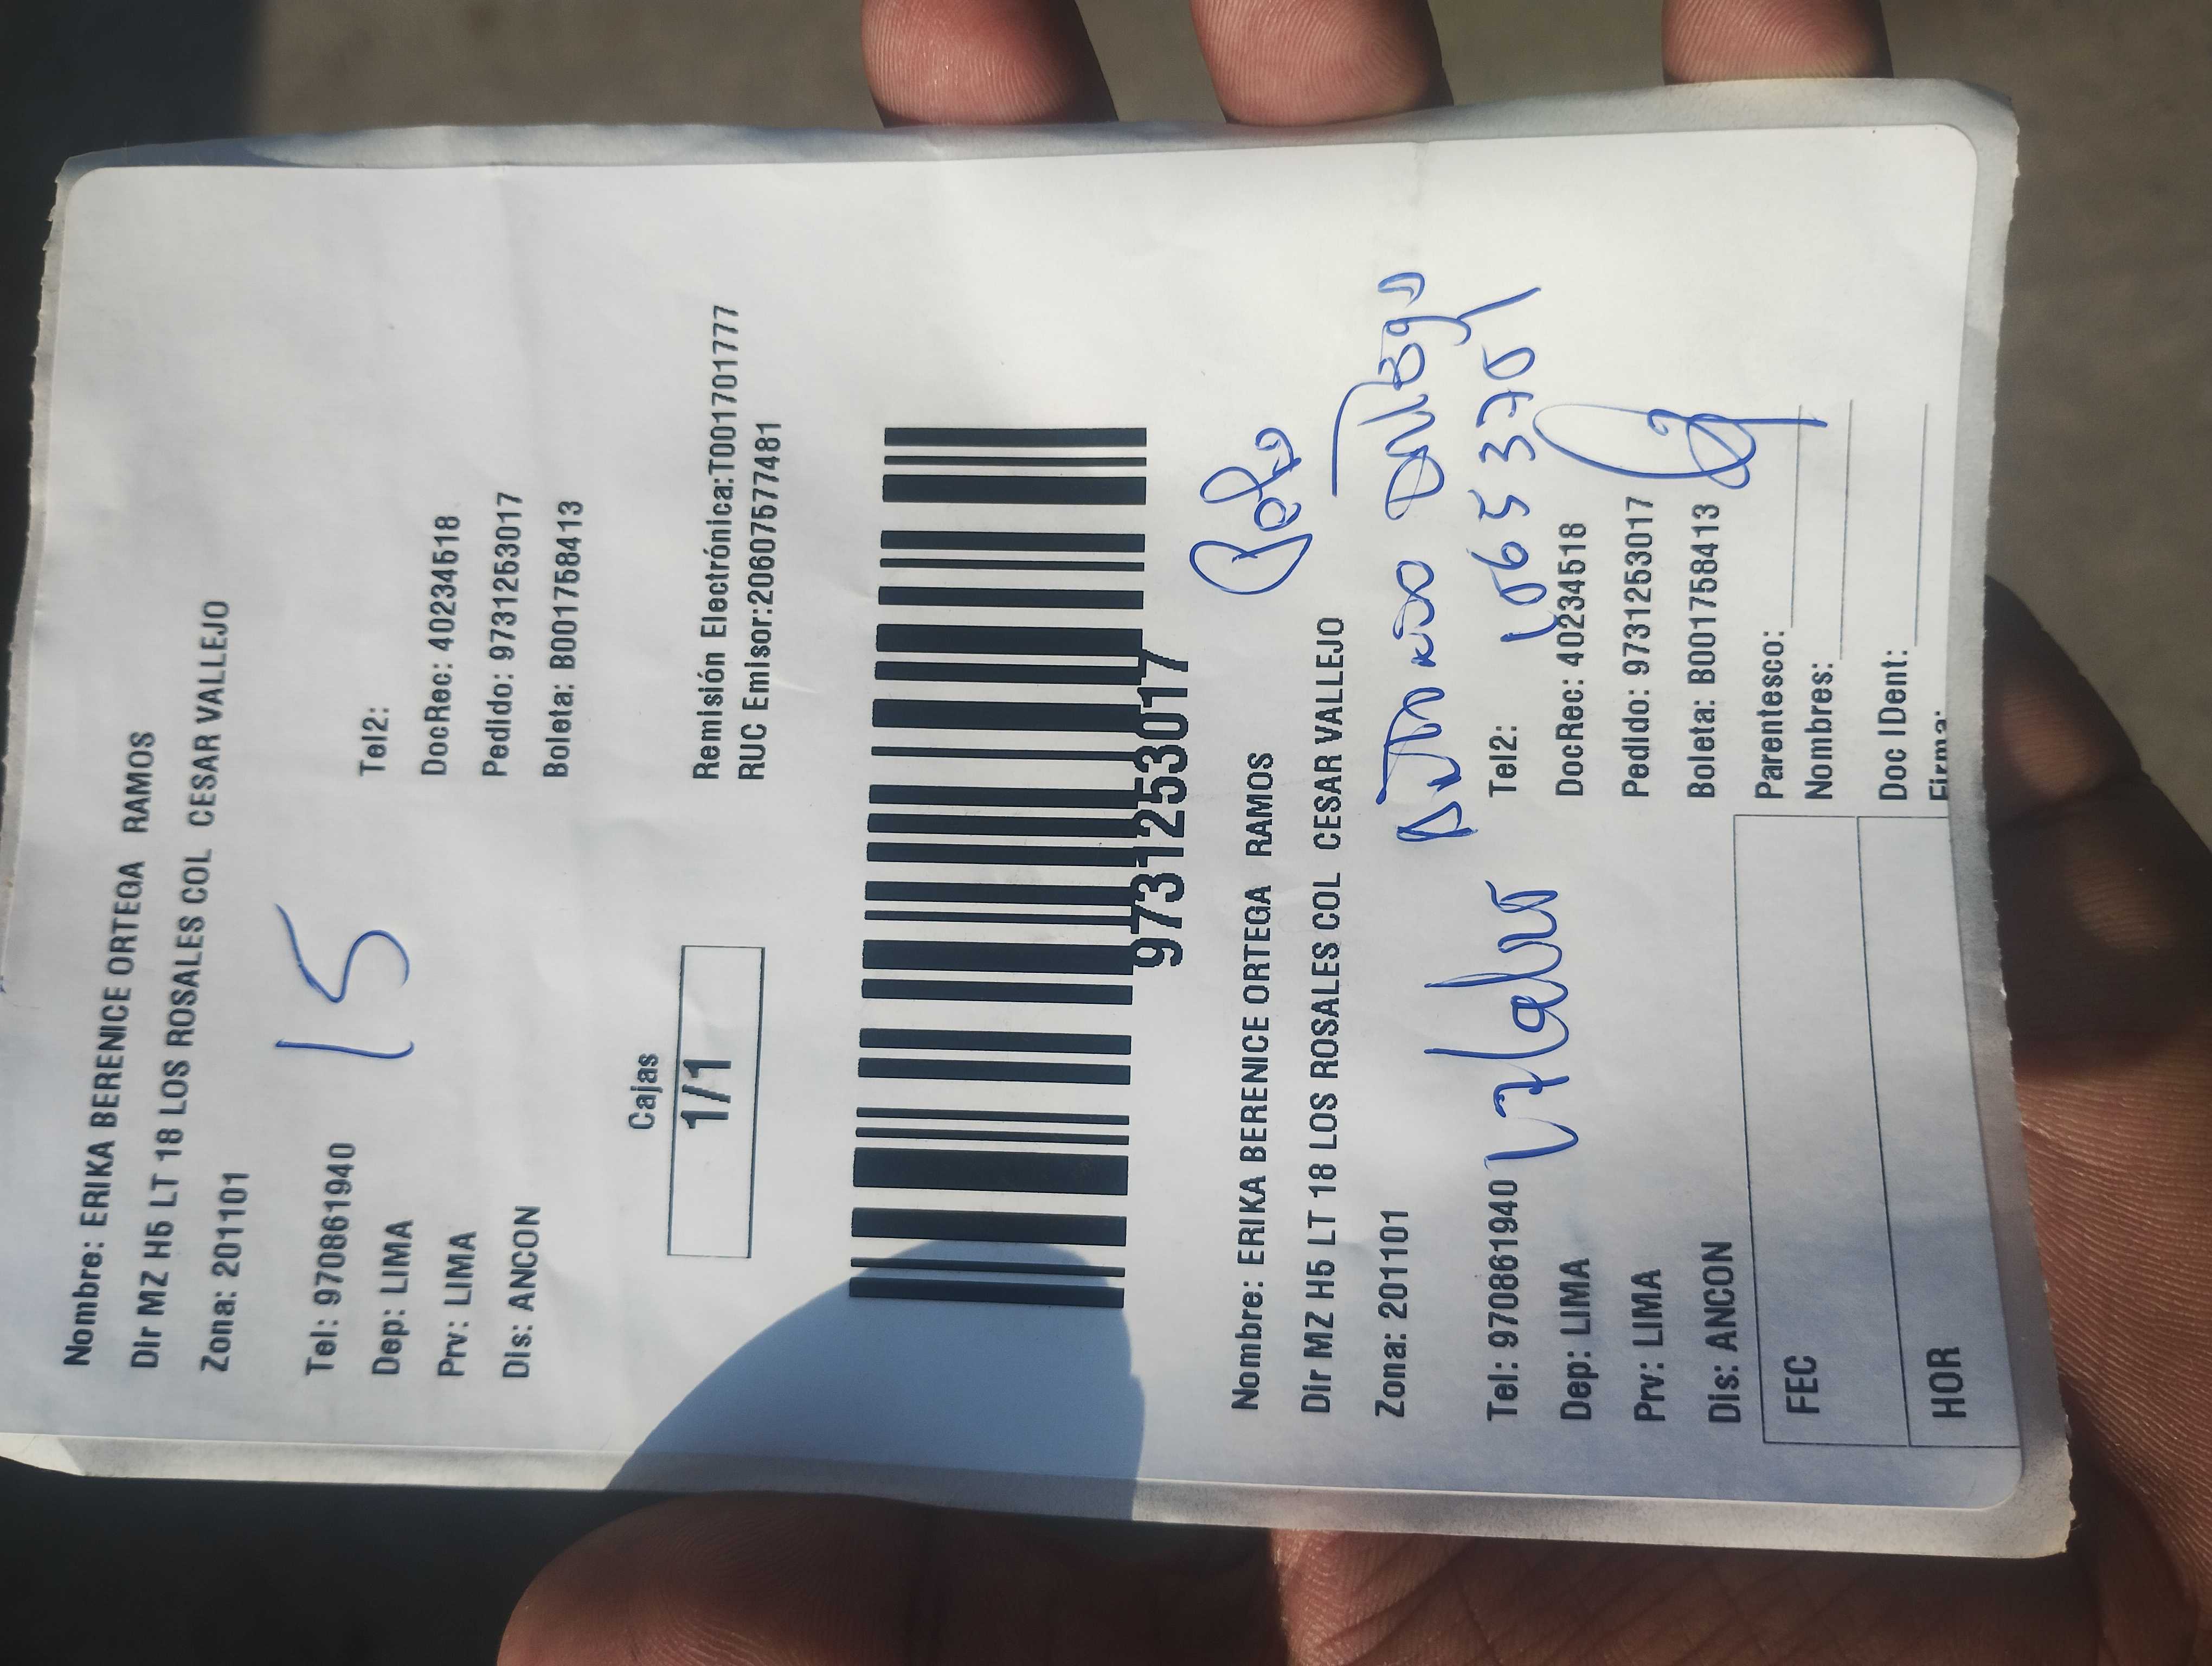 Nombre: ERIKA BERENICE ORTEGA RAMOS
Dir MZ H5 LT 18 LOS ROSALES COL CESAR VALLEJO
Zona: 201101
15
Tel: 970861940 Tel2:
Dep: LIMA DocRec: 40234518
Prv: LIMA Pedido: 9731253017
Dis: ANCON Boleta: B001758413
Cajas
1/1
Remisión Electrónica:T001701777
RUC Emisor:20607577481
9731253017
Nombre: ERIKA BERENICE ORTEGA RAMOS
Dir MZ H5 LT 18 LOS ROSALES COL CESAR VALLEJO
Zona: 201101
Tel: 970861940 Tel2:
Dep: LIMA DocRec: 40234518
Prv: LIMA Pedido: 9731253017
Dis: ANCON Boleta: B001758413
FEC
HOR
Parentesco:
Nombres:
Doc IDent:
Firma: